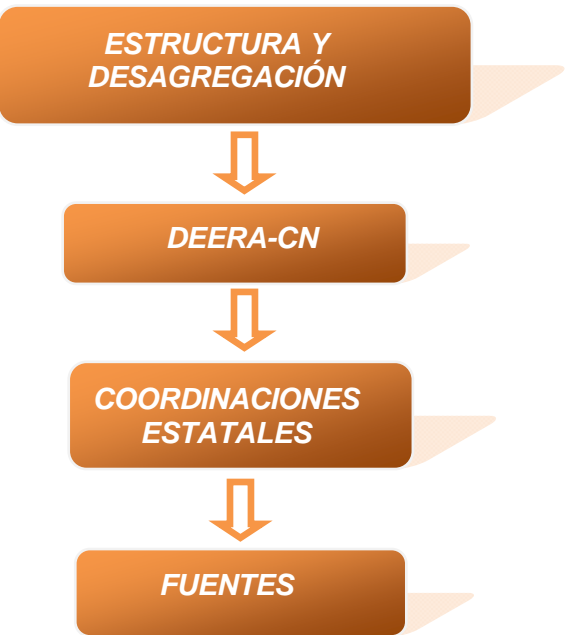 ESTRUCTURA Y
DESAGREGACIÓN
DEERA-CN
COORDINACIONES
ESTATALES
FUENTES